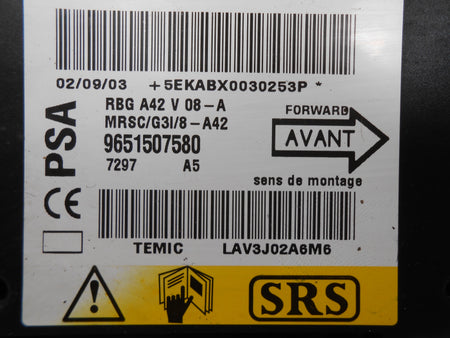 02/09/03 +5EKABX0030253P*
RBG A42 V 08-A
MRSC/G3I/8-A42
9651507580
7297 A5
FORWARD
AVANT
sens de montage
PSA
CE
TEMIC LAV3J02A6M6
SRS